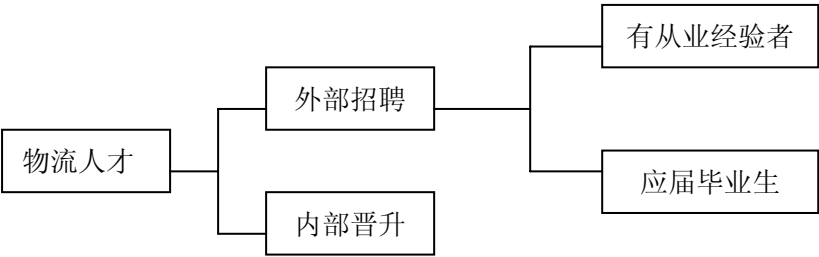 有从业经验者
外部招聘
物流人才
应届毕业生
内部晋升